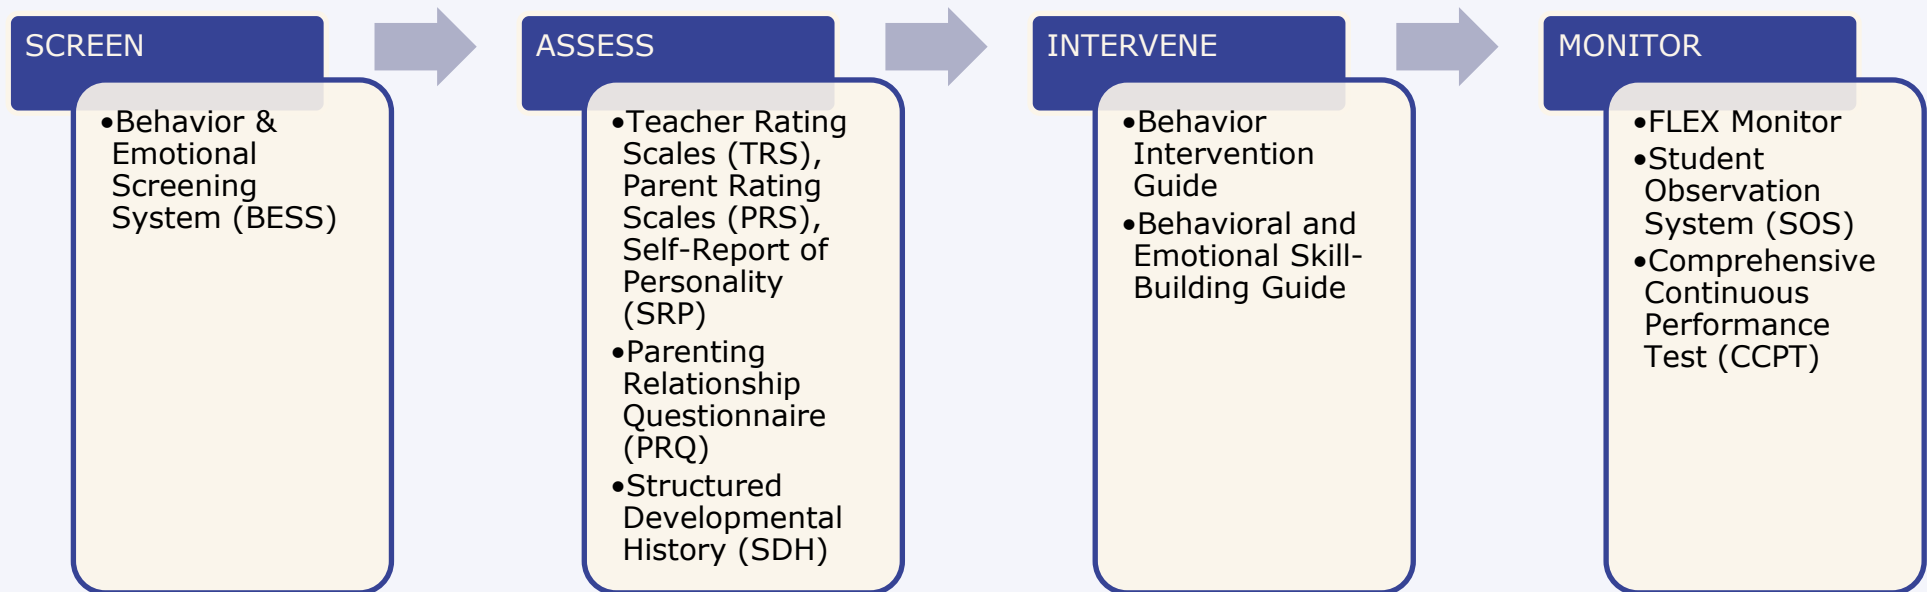 SCREEN
•Behavior &
Emotional
Screening
System (BESS)
ASSESS
•Teacher Rating
Scales (TRS),
Parent Rating
Scales (PRS),
Self-Report of
Personality
(SRP)
•Parenting
Relationship
Questionnaire
(PRQ)
•Structured
Developmental
History (SDH)
INTERVENE
•Behavior
Intervention
Guide
•Behavioral and
Emotional Skill-
Building Guide
MONITOR
•FLEX Monitor
•Student
Observation
System (SOS)
•Comprehensive
Continuous
Performance
Test (CCPT)